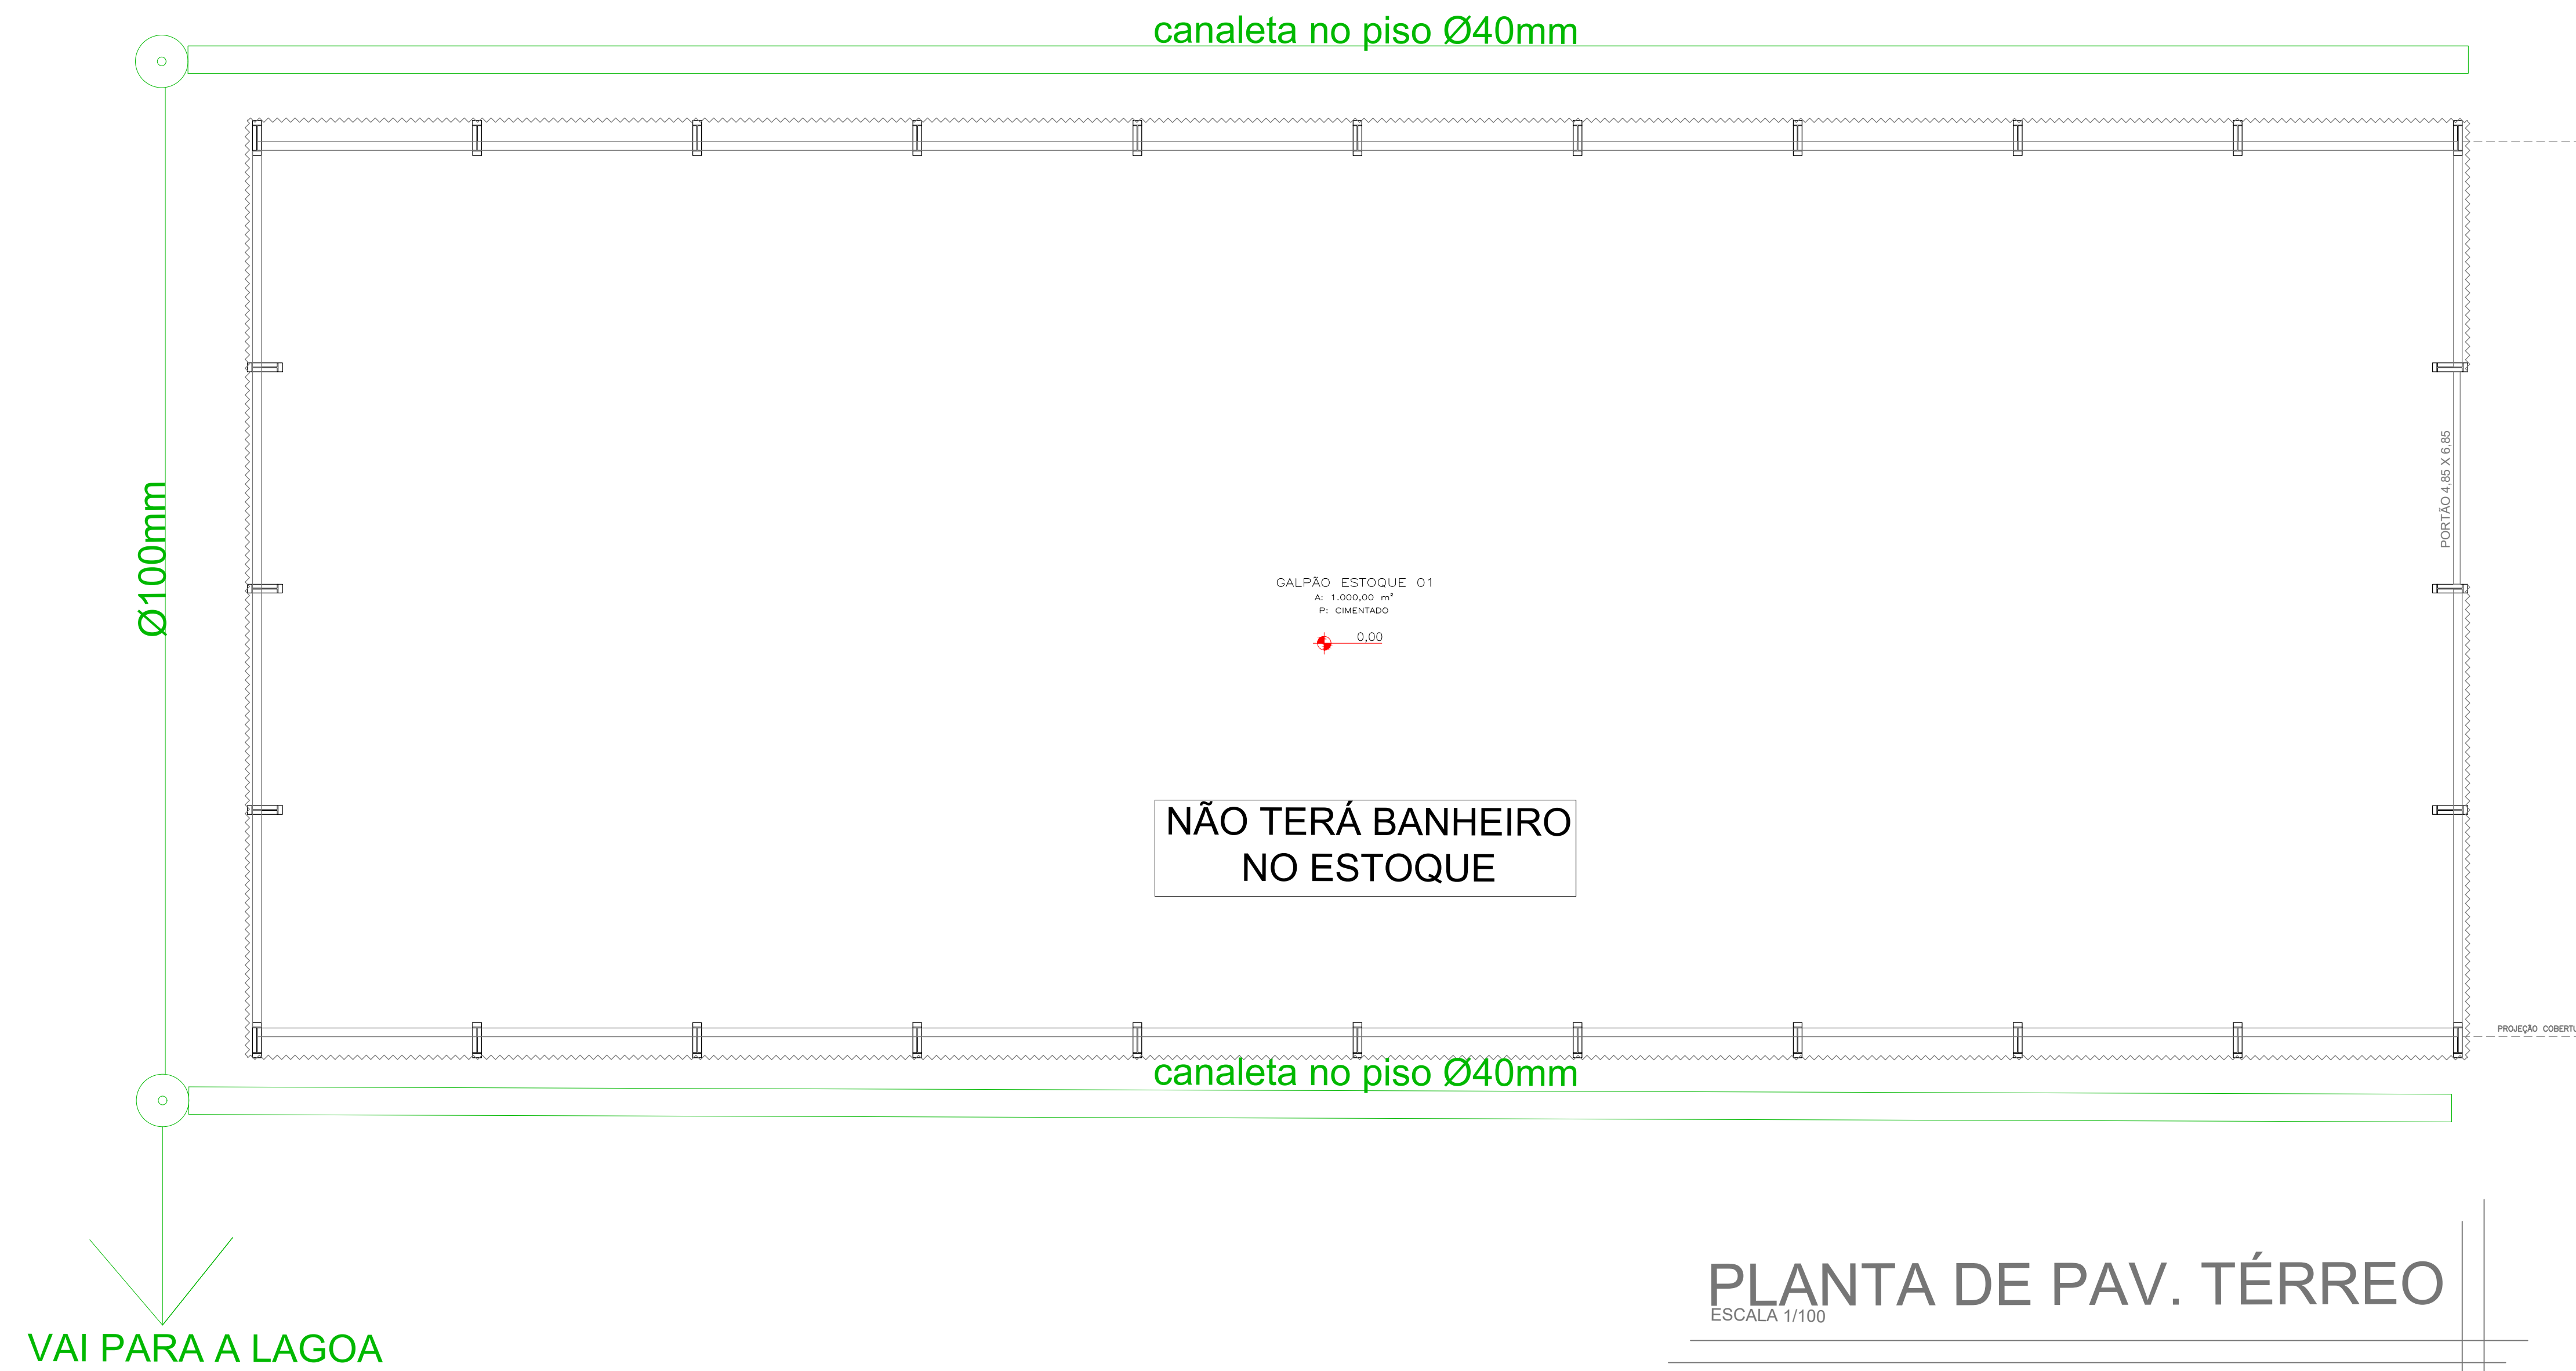 canaleta no piso Ø40mm
Ø100mm
PORTÃO 4,85 X 6,85
GALPÃO ESTOQUE 01
A: 1.000,00 m²
P: CIMENTADO
0,00
NÃO TERÁ BANHEIRO
NO ESTOQUE
PROJEÇÃO COBERTU
canaleta no piso Ø40mm
PLANTA DE PAV. TÉRREO
ESCALA 1/100
VAI PARA A LAGOA